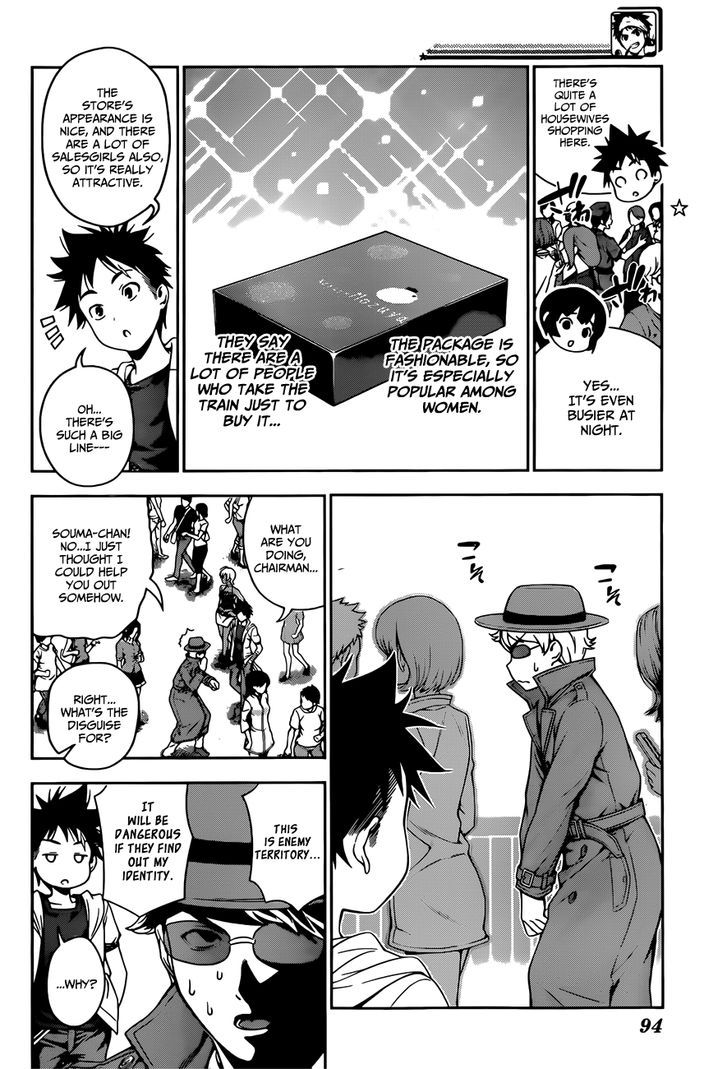 THERE'S
QUITE A
LOT OF
HOUSEWIVES
SHOPPING
HERE.
YES...
IT'S EVEN
BUSIER AT
NIGHT.
THE PACKAGE IS
FASHIONABLE, SO
IT'S ESPECIALLY
POPULAR AMONG
WOMEN.
THEY SAY
THERE ARE A
LOT OF PEOPLE
WHO TAKE THE
TRAIN JUST TO
BUY IT...
THE
STORE'S
APPEARANCE IS
NICE, AND THERE
ARE A LOT OF
SALESGIRLS ALSO,
SO IT'S REALLY
ATTRACTIVE.
OH...
THERE'S
SUCH A BIG
LINE---
こそ
こそ
WHAT
ARE YOU
DOING,
CHAIRMAN...
SOUMA-CHAN!
NO...I JUST
THOUGHT I
COULD HELP
YOU OUT
SOMEHOW.
RIGHT...
WHAT'S THE
DISGUISE
FOR?
THIS
IS ENEMY
TERRITORY...
IT
WILL BE
DANGEROUS
IF THEY FIND
OUT MY
IDENTITY.
...WHY?
94